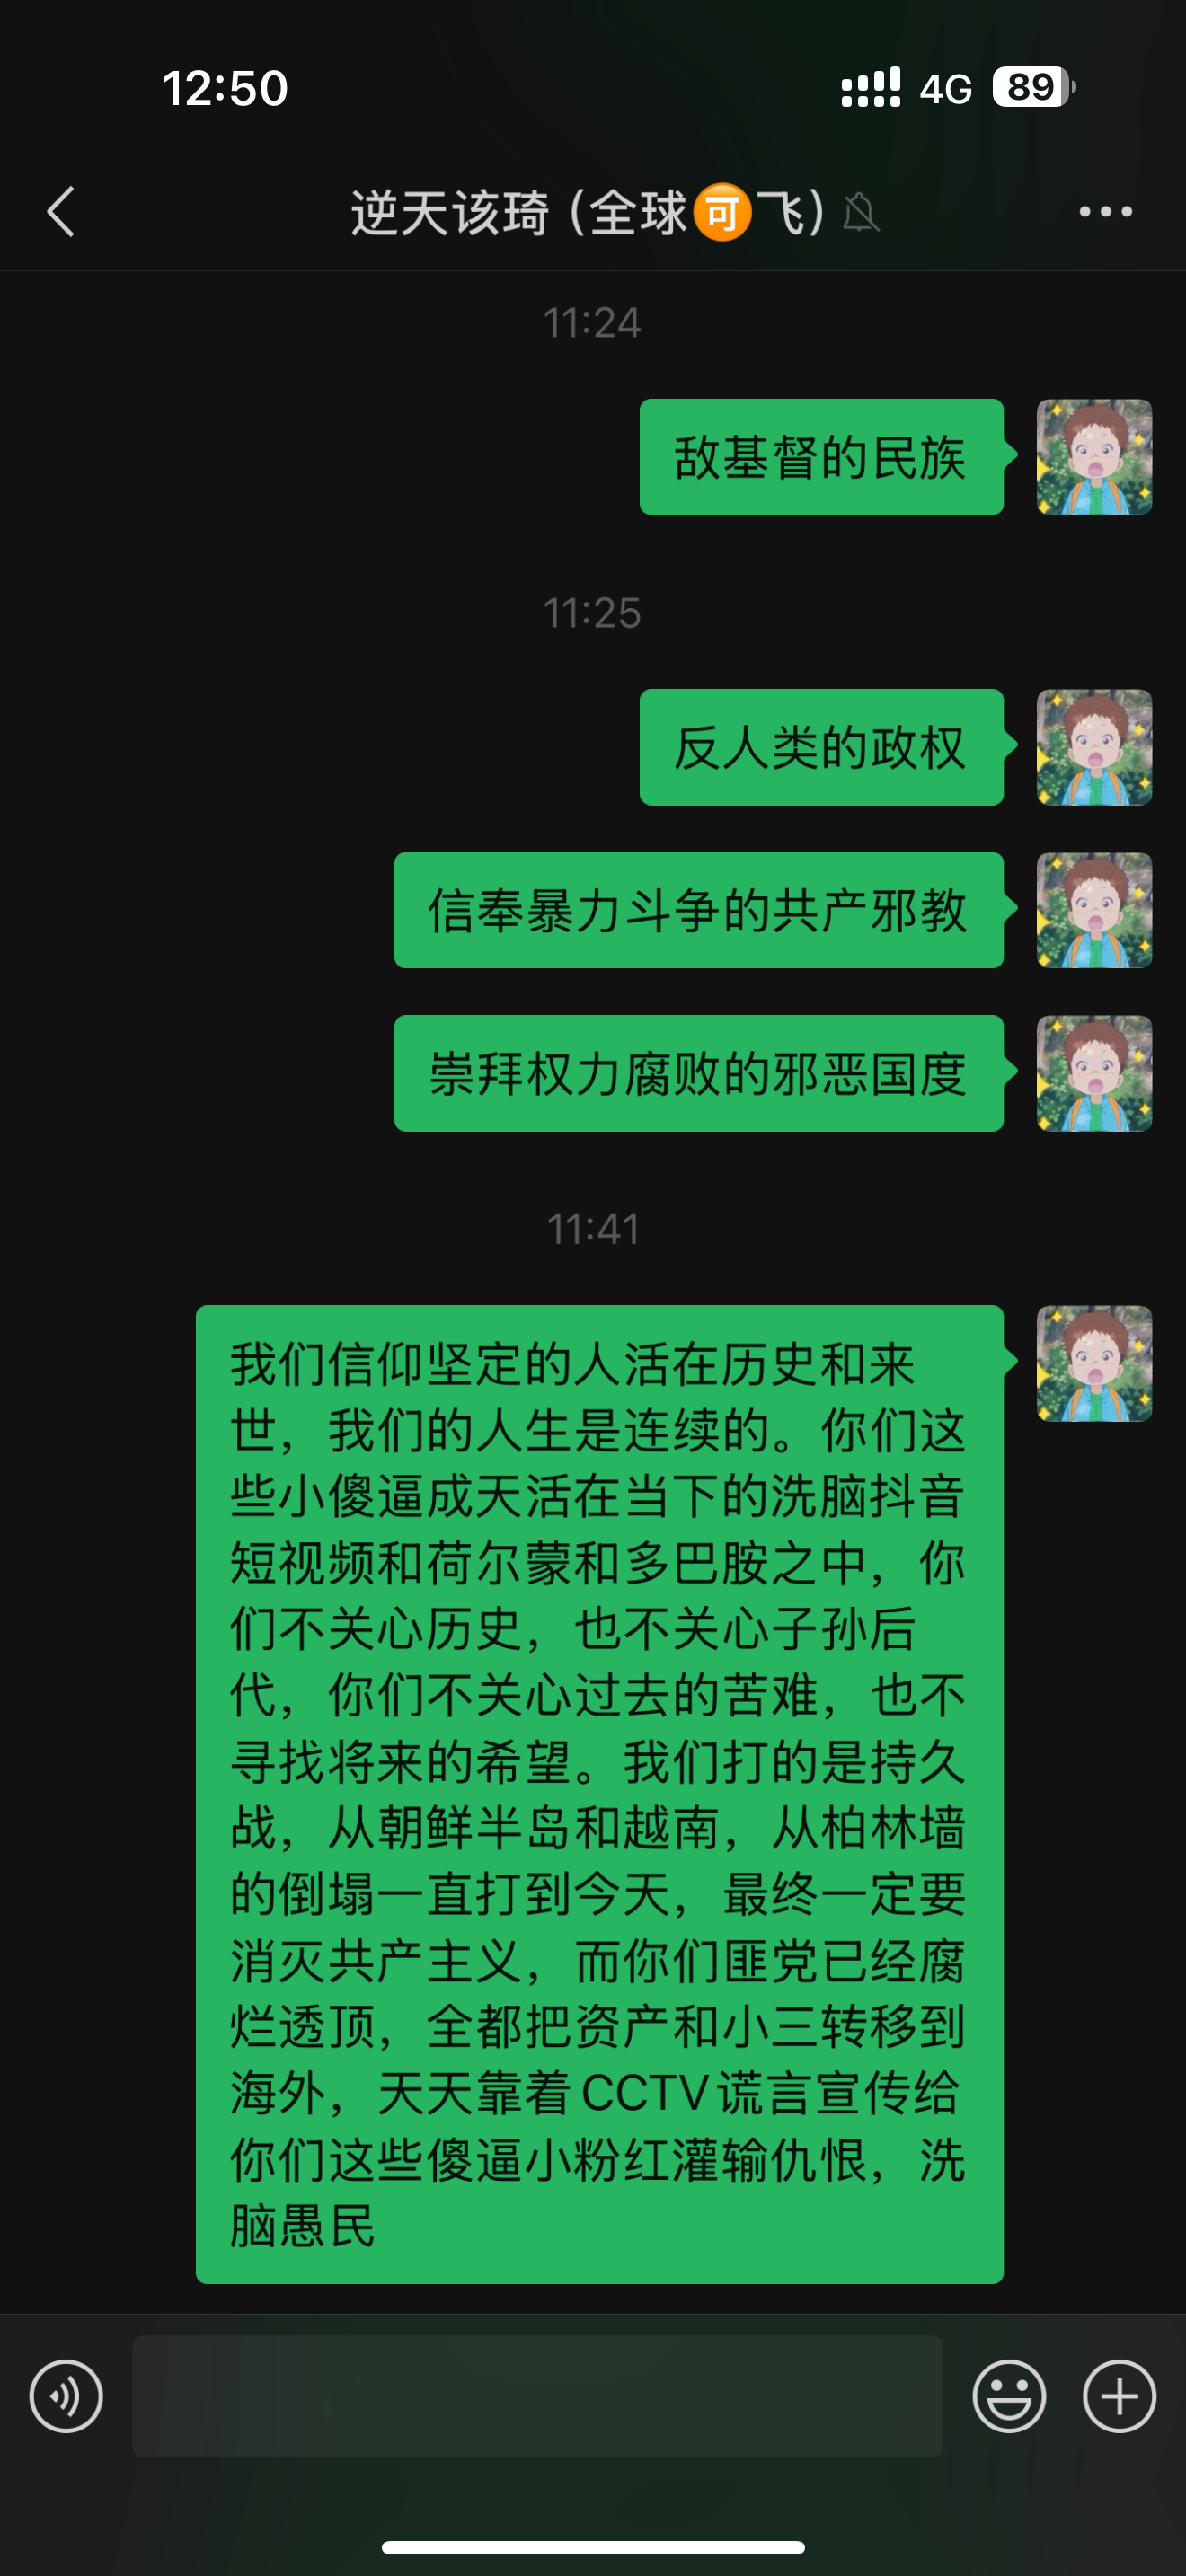 12:50
4G 89
逆天该琦 (全球🉑飞)
11:24
敌基督的民族
11:25
反人类的政权
信奉暴力斗争的共产邪教
崇拜权力腐败的邪恶国度
11:41
我们信仰坚定的人活在历史和来
世，我们的人生是连续的。你们这
些小傻逼成天活在当下的洗脑抖音
短视频和荷尔蒙和多巴胺之中，你
们不关心历史，也不关心子孙后
代，你们不关心过去的苦难，也不
寻找将来的希望。我们打的是持久
战，从朝鲜半岛和越南，从柏林墙
的倒塌一直打到今天，最终一定要
消灭共产主义，而你们匪党已经腐
烂透顶，全都把资产和小三转移到
海外，天天靠着CCTV谎言宣传给
你们这些傻逼小粉红灌输仇恨，洗
脑愚民